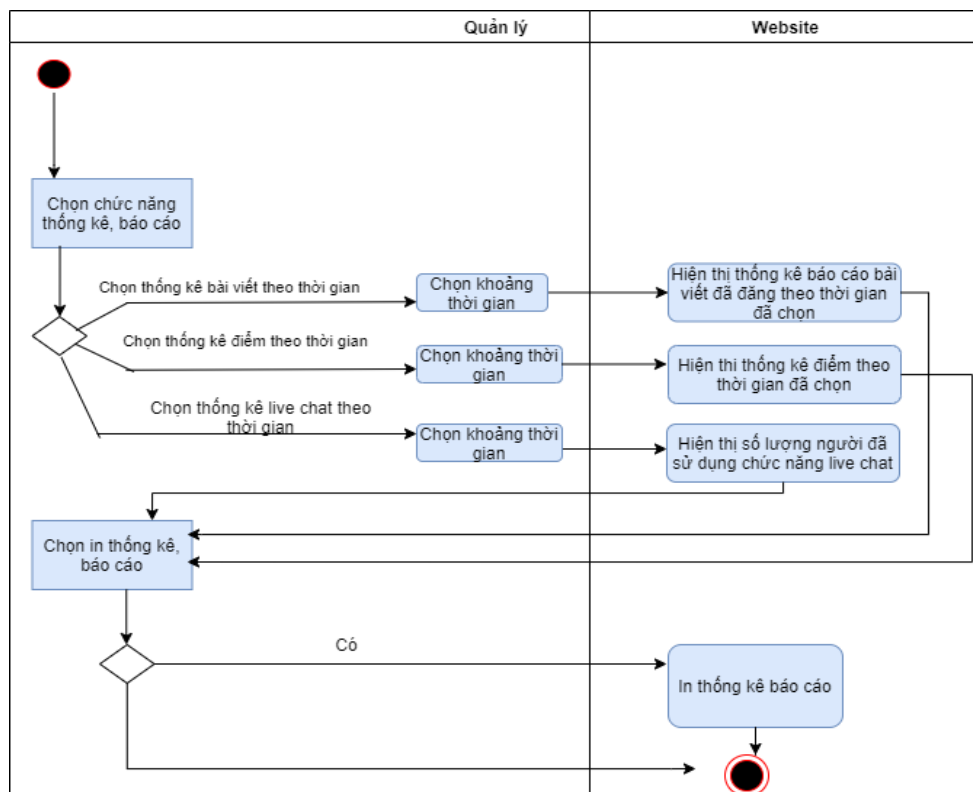 Quản lý
Website
Chọn chức năng
thống kê, báo cáo
Chọn thống kê bài viết theo thời gian
Chọn khoảng
thời gian
Hiện thị thống kê báo cáo bài
viết đã đăng theo thời gian
đã chọn
Chọn thống kê điểm theo thời gian
Chọn khoảng thời
gian
Hiện thi thống kê điểm theo
thời gian đã chọn
Chọn thống kê live chat theo
thời gian
Chọn khoảng thời
gian
Hiện thị số lượng người đã
sử dụng chức năng live chat
Chọn in thống kê,
báo cáo
Có
In thống kê báo cáo